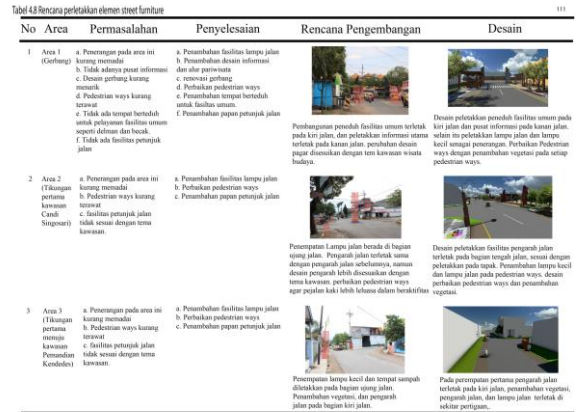 Tabel 4.8 Rencana perletakkan elemen street furniture
111
No Area Permasalahan Penyelesaian Rencana Pengembangan Desain
1
Area 1
(Gerbang)
a. Penerangan pada area ini
kurang memadai
b. Tidak adanya pusat informasi
c. Desain gerbang kurang
menarik
d. Pedestrian ways kurang
terawat
e. Tidak ada tempat berteduh
untuk pelayanan fasilitas umum
seperti delman dan becak.
f. Tidak ada fasilitas petunjuk
jalan
a. Penambahan fasilitas lampu jalan
b. Penambahan desain informasi
dan alur pariwisata
c. renovasi gerbang
d. Perbaikan pedestrian ways
e. Penambahan tempat berteduh
untuk fasiltas umum.
f. Penambahan papan petunjuk jalan
Pembangunan peneduh fasilitas umum terletak
pada kiri jalan, dan peletakkan informasi utama
terletak pada kanan jalan. perubahan desain
pagar disesuikan dengan tem kawasan wisata
budaya.
Desain peletakkan peneduh fasilitas umum pada
kiri jalan dan pusat informasi pada kanan jalan.
selain itu peletakkan lampu jalan dan lampu
kecil senagai penerangan. Perbaikan Pedestrian
ways dengan penambahan vegetasi pada setiap
pedestrian ways.
2
Area 2
(Tikungan
pertama
kawasan
Candi
Singosari)
a. Penerangan pada area ini
kurang memadai
b. Pedestrian ways kurang
terawat
c. fasilitas petunjuk jalan
tidak sesuai dengan tema
kawasan.
a. Penambahan fasilitas lampu jalan
b. Perbaikan pedestrian ways
c. Penambahan papan petunjuk jalan
Penempatan Lampu jalan berada di bagian
ujung jalan. Pengarah jalan terletak sama
dengan pengarah jalan sebelumnya, namun
desain pengarah lebih disesuikan dengan
tema kawasan. perbaikan pedestrian ways
agar pejalan kaki lebih leluasa dalam beraktifitas
Desain peletakkan fasilitas pengarah jalan
terletak pada bagian tengah jalan, sesuai dengan
peletakkan pada tapak. Penambahan lampu kecil
dan lampu jalan pada pedestrian ways. desain
perbaikan pedestrian ways dan penambahan
vegetasi.
3
Area 3
(Tikungan
pertama
menuju
kawasan
Pemandian
Kendedes)
a. Penerangan pada area ini
kurang memadai
b. Pedestrian ways kurang
terawat
c. fasilitas petunjuk jalan
tidak sesuai dengan tema
kawasan.
a. Penambahan fasilitas lampu jalan
b. Perbaikan pedestrian ways
c. Penambahan papan petunjuk jalan
Penempatan lampu kecil dan tempat sampah
diletakkan pada bagian ujung jalan.
Penambahan vegetasi, dan pengarah
jalan pada bagian kiri jalan.
Pada perempatan pertama pengarah jalan
terletak pada kiri jalan, penambahan vegetasi,
pengarah jalan, dan lampu jalan terletak di
sekitar pertigaan,